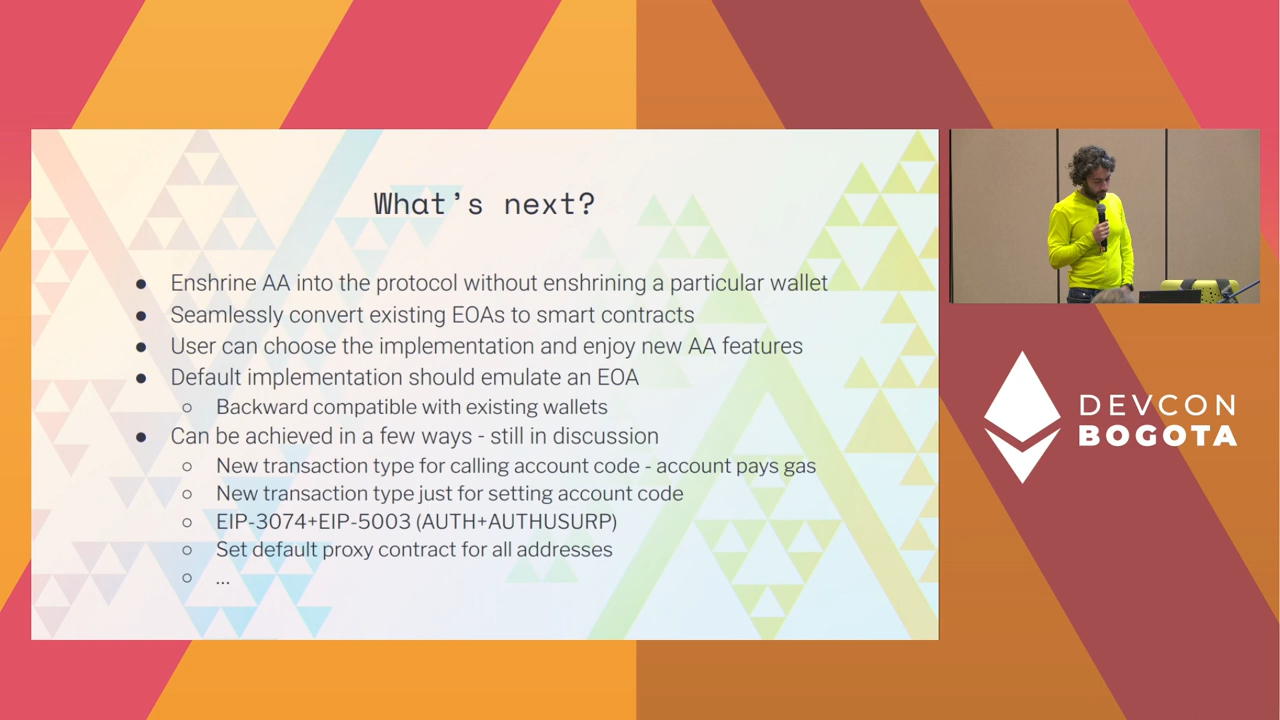 What's next?
● Enshrine AA into the protocol without enshrining a particular wallet
● Seamlessly convert existing EOAs to smart contracts
● User can choose the implementation and enjoy new AA features
● Default implementation should emulate an EOA
○ Backward compatible with existing wallets
● Can be achieved in a few ways - still in discussion
○ New transaction type for calling account code - account pays gas
○ New transaction type just for setting account code
○ EIP-3074+EIP-5003 (AUTH+AUTHUSURP)
○ Set default proxy contract for all addresses
○ ...
DEVCON
BOGOTA